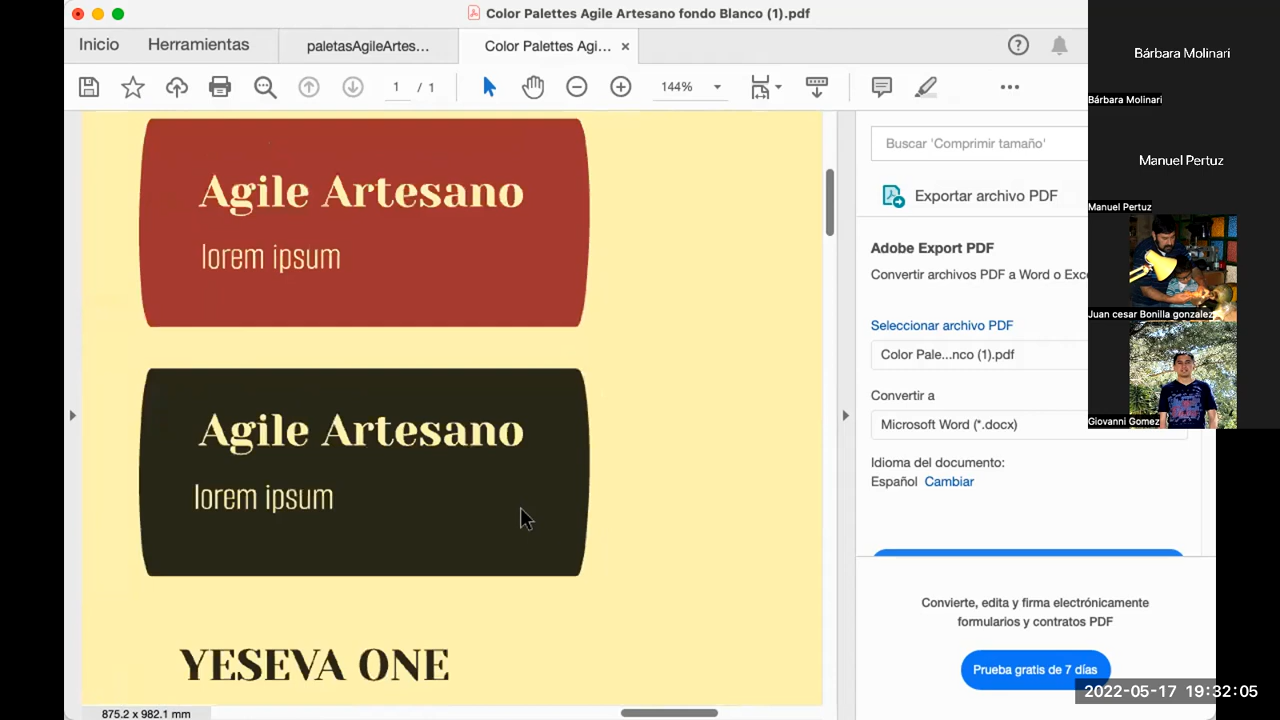 Color Palettes Agile Artesano fondo Blanco (1).pdf
Inicio
Herramientas
paletasAgileArtes...
Color Palettes Agi...
1 / 1
144%
Agile Artesano
lorem ipsum
Agile Artesano
lorem ipsum
YESEVA ONE
875.2 x 982.1 mm
Buscar 'Comprimir tamaño'
Exportar archivo PDF
Adobe Export PDF
Convertir archivos PDF a Word o Exce
Seleccionar archivo PDF
Color Pale...nco (1).pdf
Convertir a
Microsoft Word (*.docx)
Idioma del documento:
Español Cambiar
Convierte, edita y firma electrónicamente
formularios y contratos PDF
Prueba gratis de 7 días
Bárbara Molinari
Bárbara Molinari
Manuel Pertuz
Manuel Pertuz
Juan cesar Bonilla gonzalez
Giovanni Gomez
2022-05-17 19:32:05